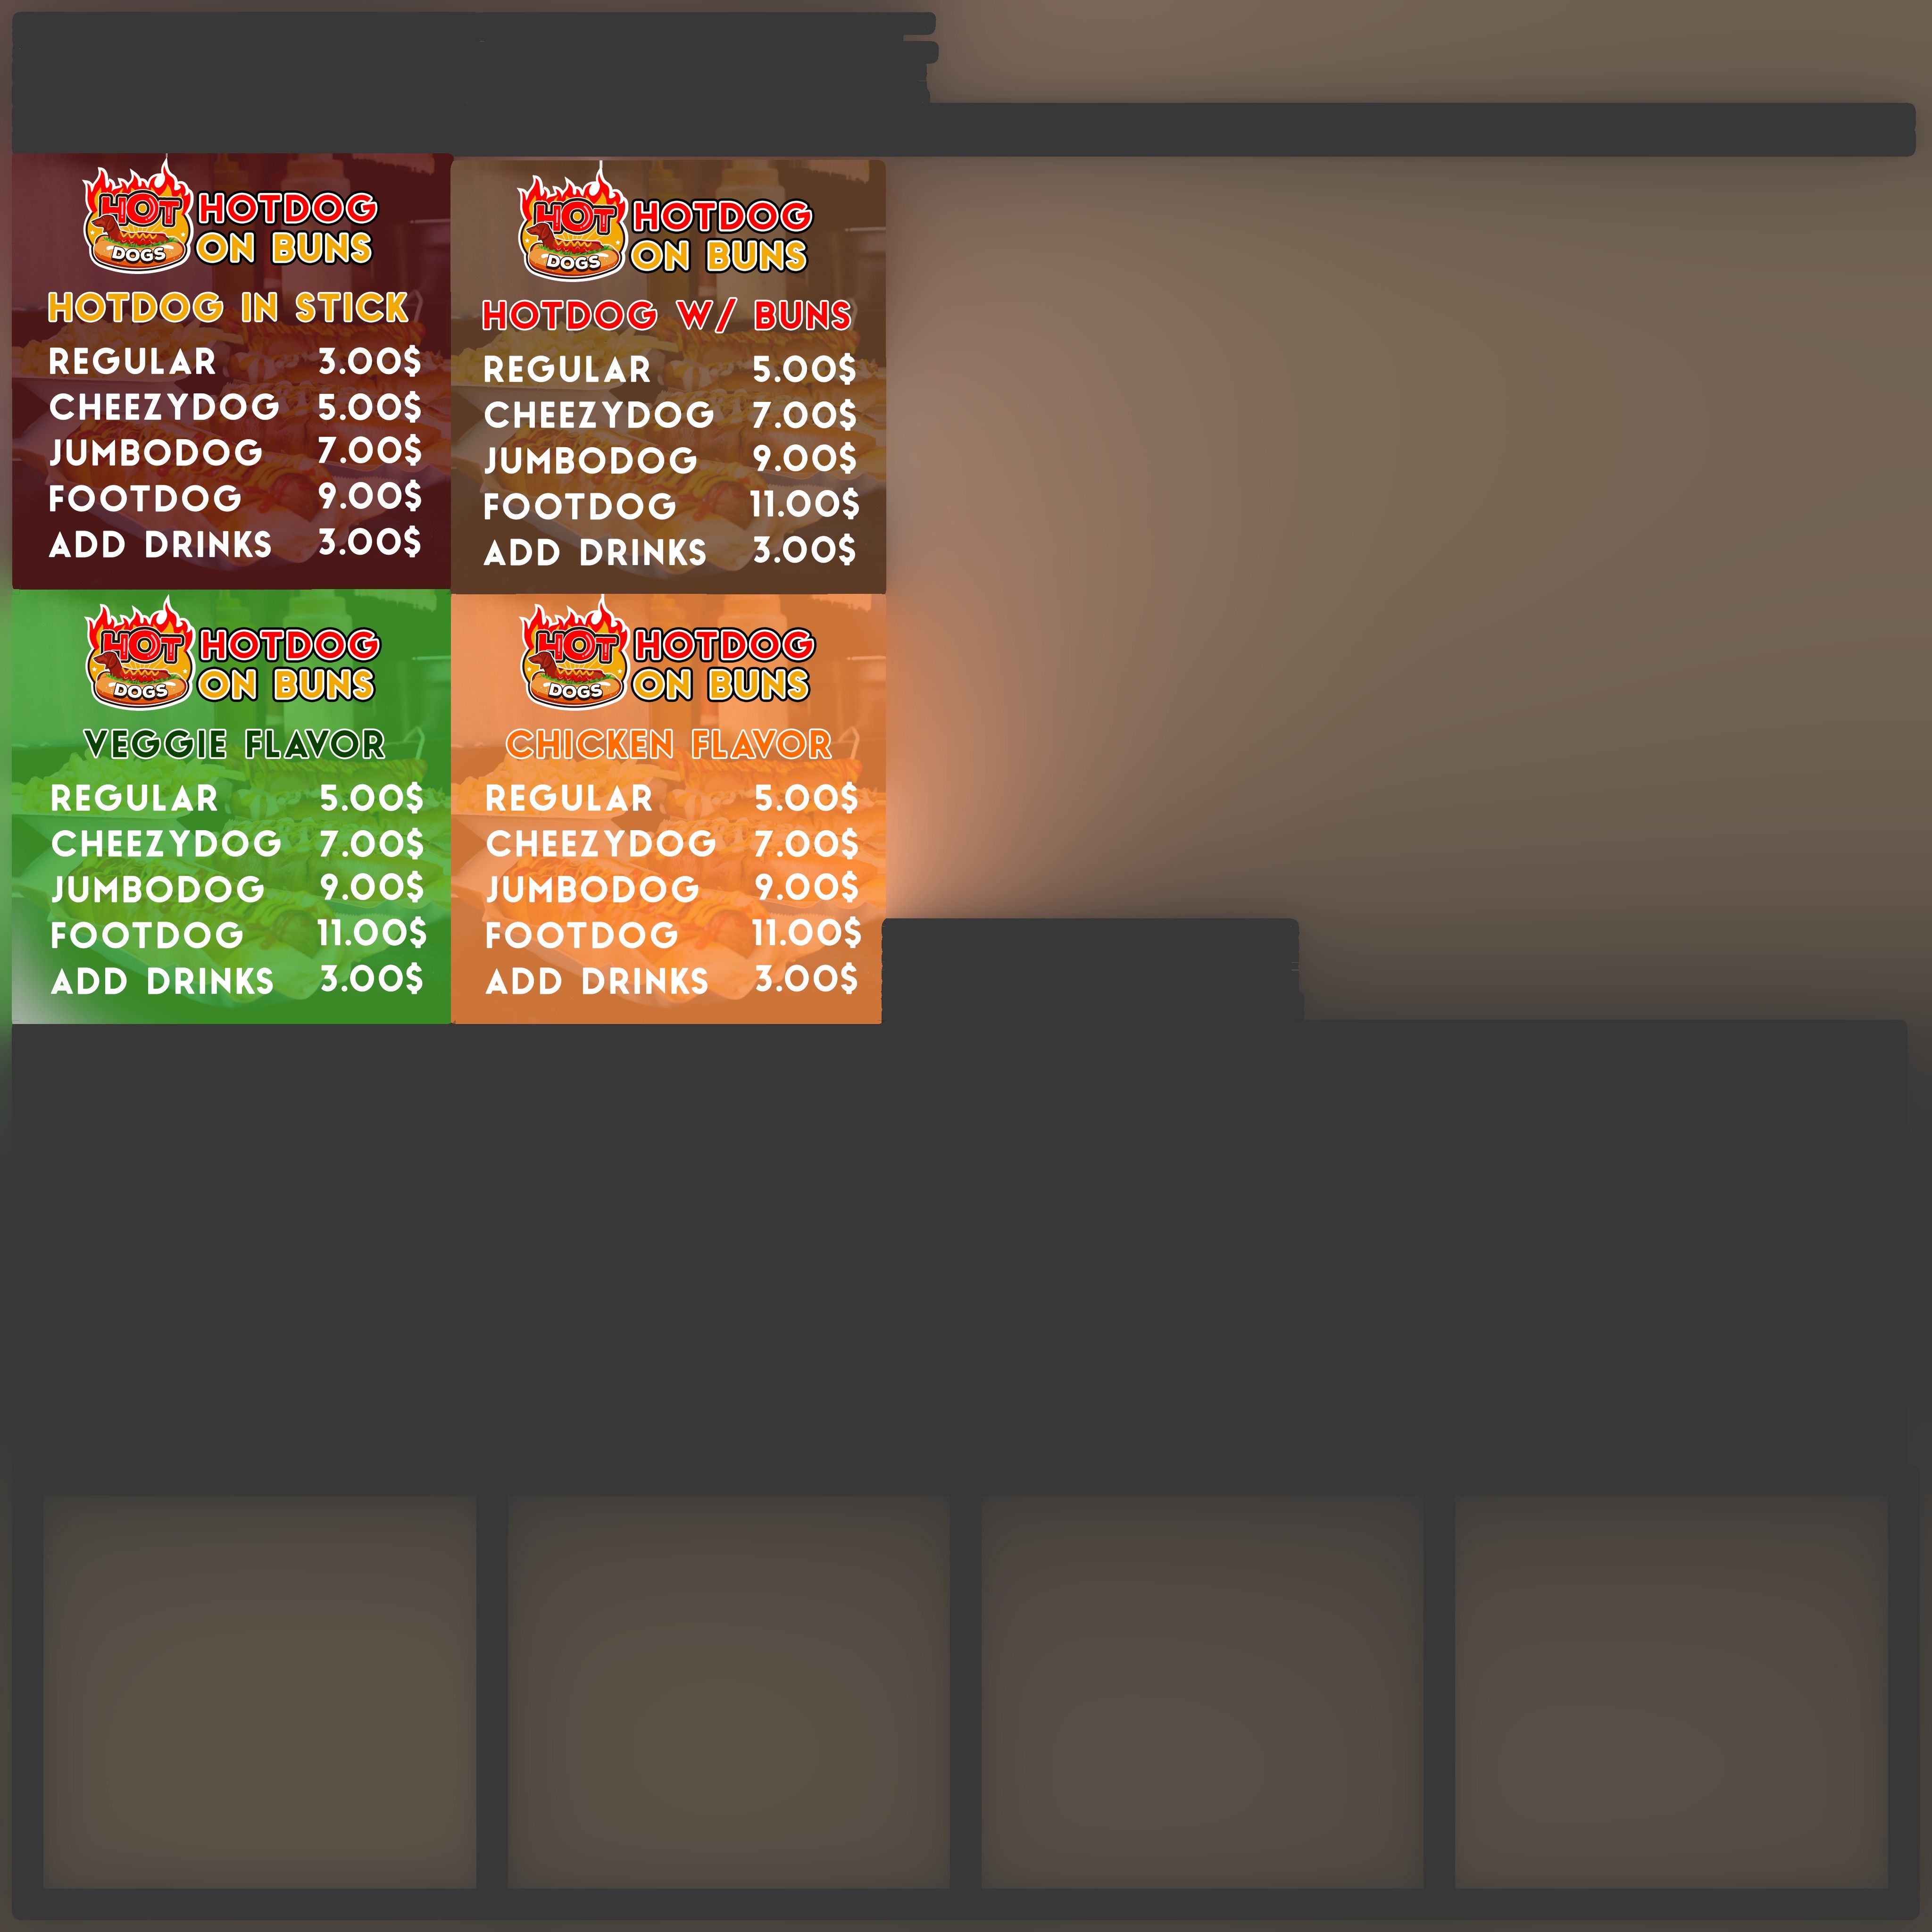 HOT
DOGS
HOTDOG
ON BUNS
HOTDOG IN STICK
REGULAR 3.00$
CHEEZYDOG 5.00$
JUMBODOG 7.00$
FOOTDOG 9.00$
ADD DRINKS 3.00$
HOT
DOGS
HOTDOG
ON BUNS
HOTDOG W/ BUNS
REGULAR 5.00$
CHEEZYDOG 7.00$
JUMBODOG 9.00$
FOOTDOG 11.00$
ADD DRINKS 3.00$
HOT
DOGS
HOTDOG
ON BUNS
VEGGIE FLAVOR
REGULAR 5.00$
CHEEZYDOG 7.00$
JUMBODOG 9.00$
FOOTDOG 11.00$
ADD DRINKS 3.00$
HOT
DOGS
HOTDOG
ON BUNS
CHICKEN FLAVOR
REGULAR 5.00$
CHEEZYDOG 7.00$
JUMBODOG 9.00$
FOOTDOG 11.00$
ADD DRINKS 3.00$